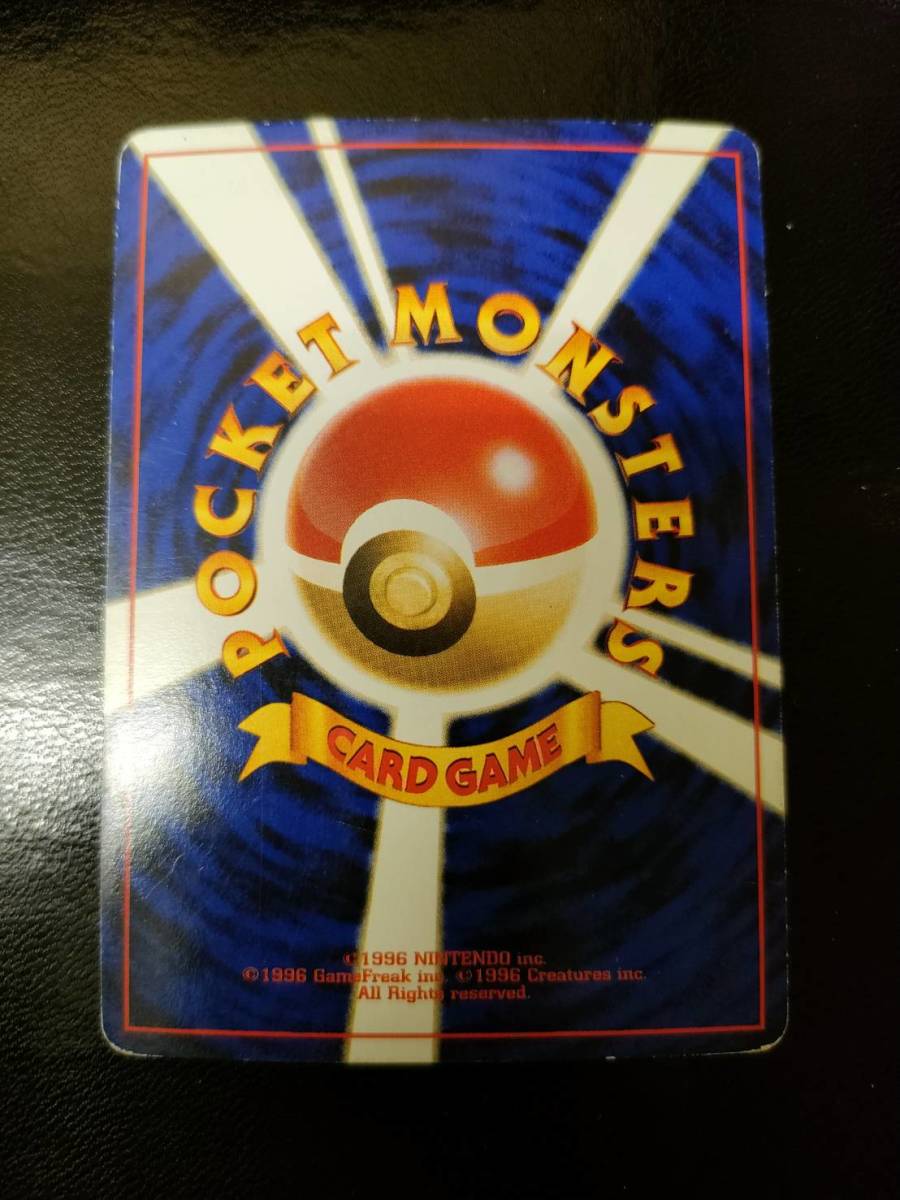 POCKET MONSTERS
CARD GAME
©1996 NINTENDO inc.
©1996 GameFreak inc. ©1996 Creatures inc.
All Rights reserved.